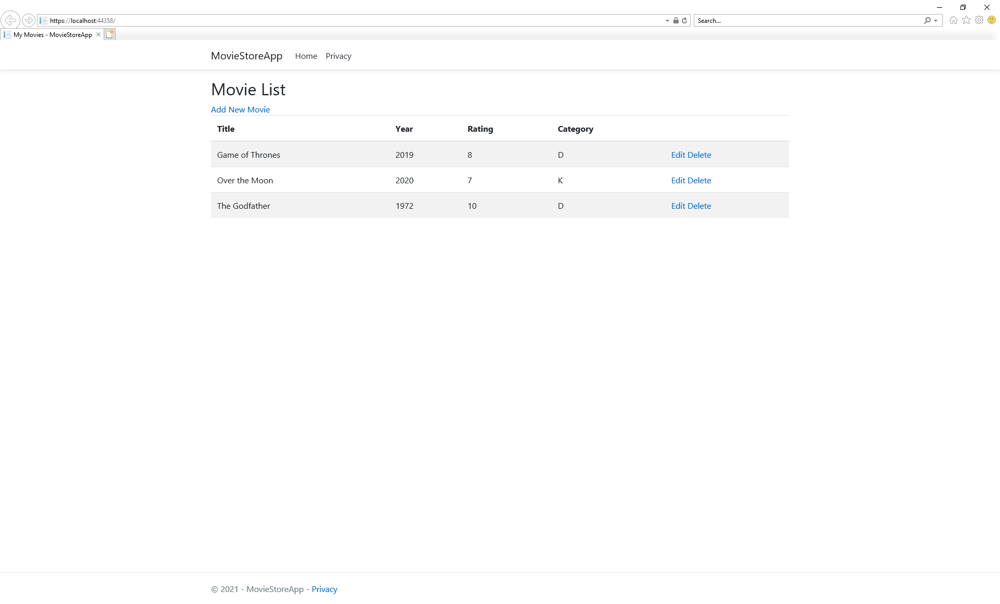 https://localhost:44358/
Search...
My Movies - MovieStoreApp
MovieStoreApp Home Privacy
Movie List
Add New Movie
Title Year Rating Category
Game of Thrones 2019 8 D Edit Delete
Over the Moon 2020 7 K Edit Delete
The Godfather 1972 10 D Edit Delete
© 2021 - MovieStoreApp - Privacy